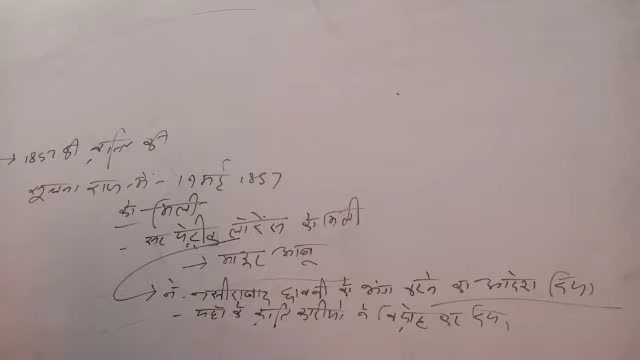 → 1857 की क्रान्ति की
सूचना राज. में - 19 मई 1857
को मिली
- सर पेट्रीक लॉरेंस को मिली
→ माउंट आबू
→ ने नसीराबाद छावनी को भंग करने का आदेश दिया
- यहाँ के क्रांतिकारीयों ने विद्रोह कर दिया,